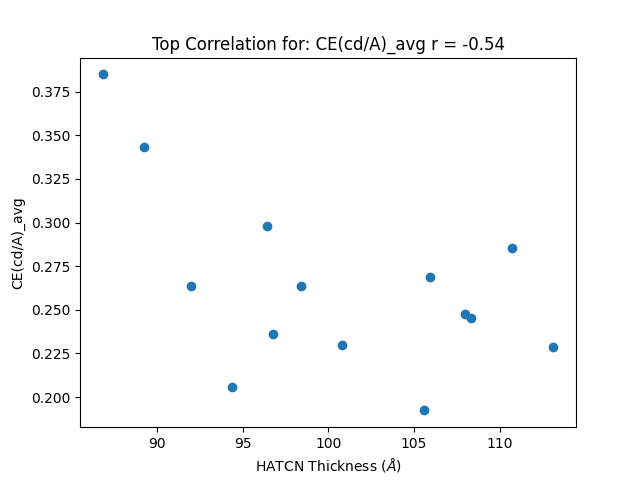 Top Correlation for: CE(cd/A)_avg r = -0.54
0.375
0.350
0.325
0.300
0.275
0.250
0.225
0.200
CE(cd/A)_avg
90 95 100 105 110
HATCN Thickness (Å)